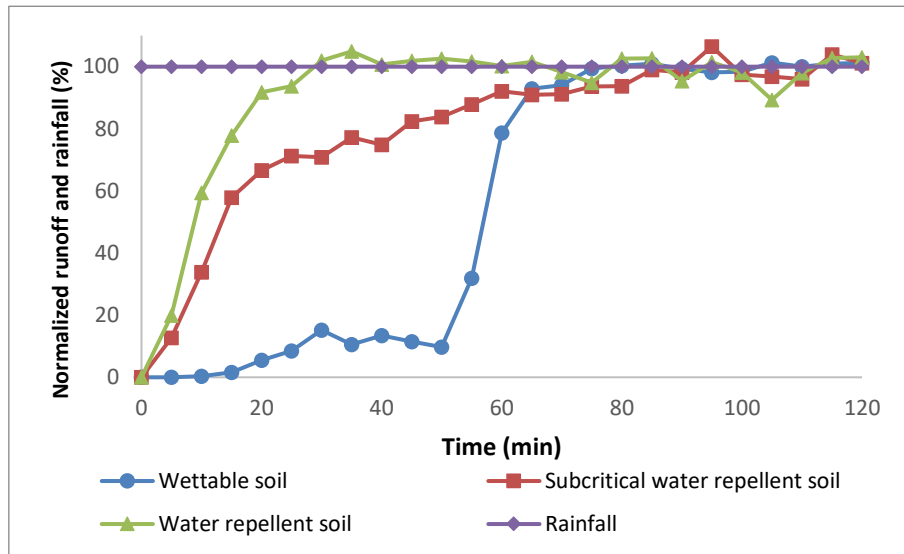 Normalized runoff and rainfall (%)
100
80
60
40
20
0
0 20 40 60 80 100 120
Time (min)
Wettable soil Subcritical water repellent soil
Water repellent soil Rainfall